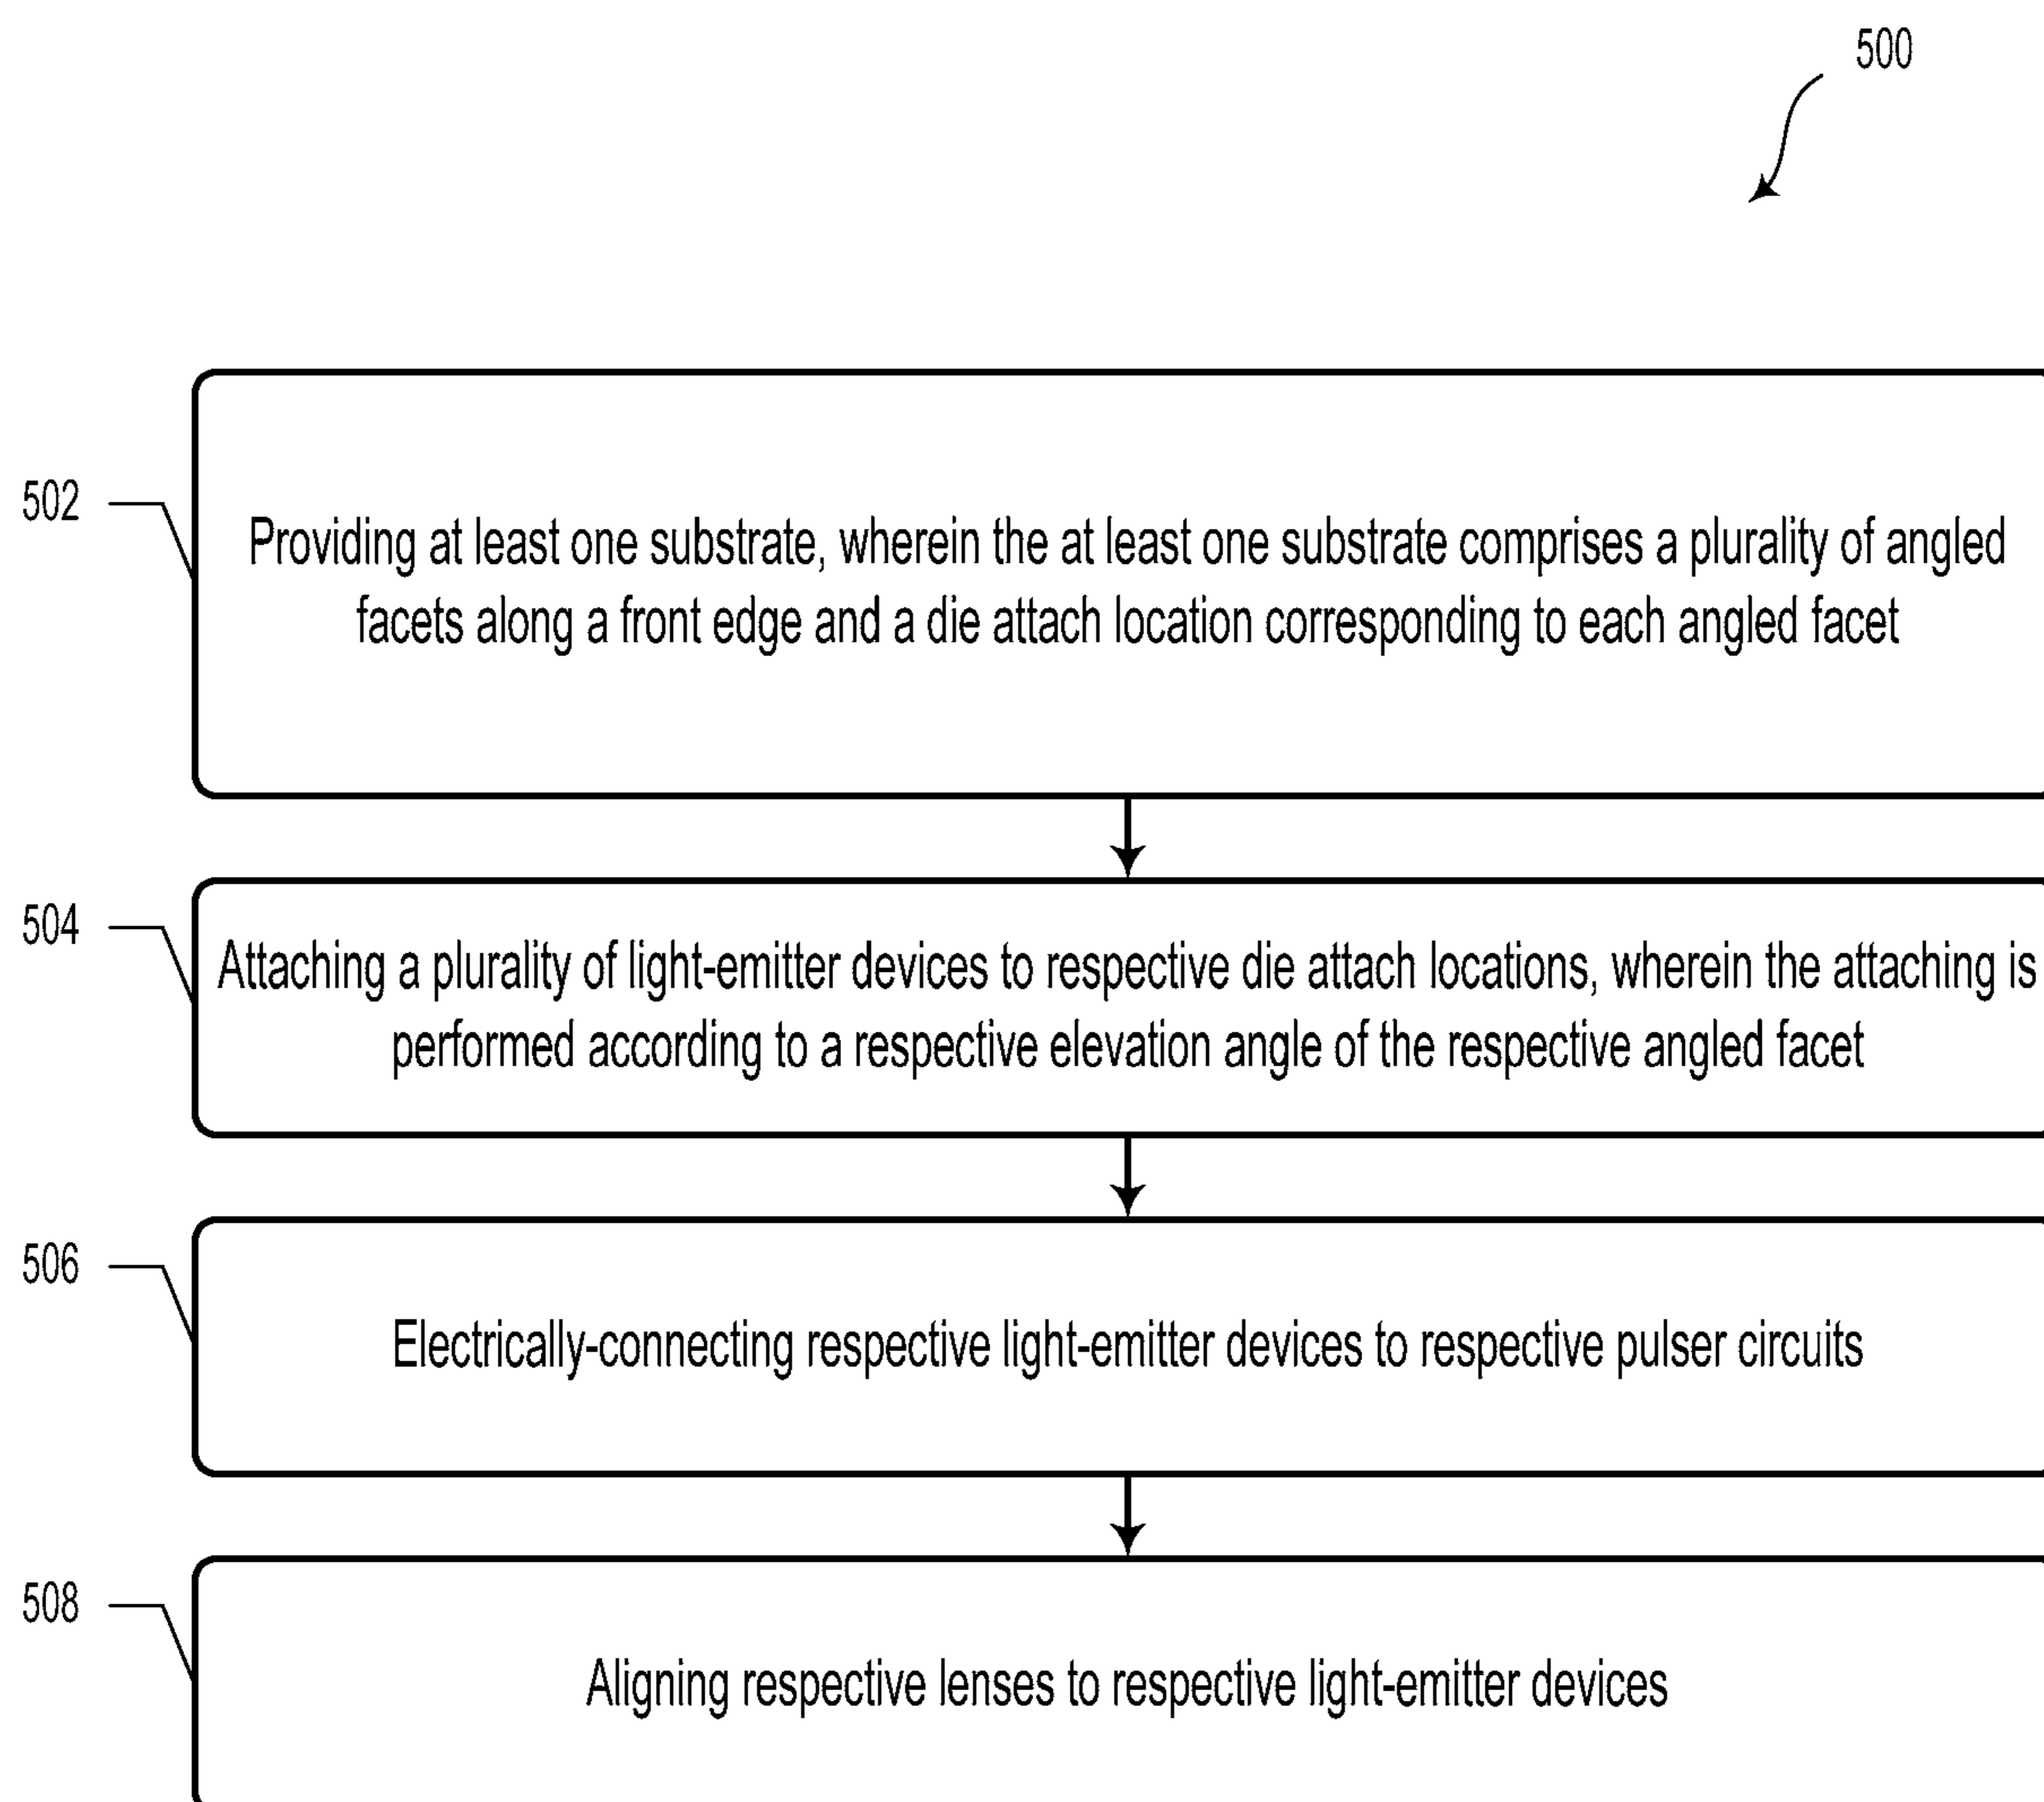 500
502
Providing at least one substrate, wherein the at least one substrate comprises a plurality of angled
facets along a front edge and a die attach location corresponding to each angled facet
504
Attaching a plurality of light-emitter devices to respective die attach locations, wherein the attaching is
performed according to a respective elevation angle of the respective angled facet
506
Electrically-connecting respective light-emitter devices to respective pulser circuits
508
Aligning respective lenses to respective light-emitter devices